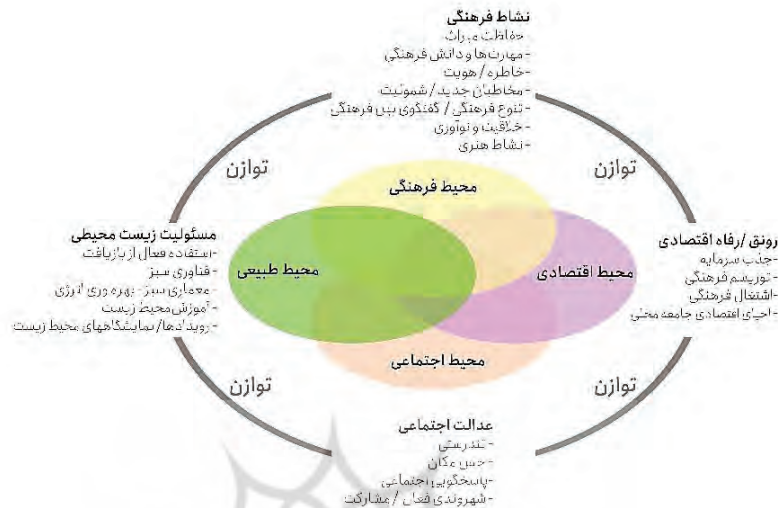 نشاط فرهنگی
حفاظت میراث
- مهارت‌ها و دانش فرهنگی
- خاطره / هویت
- مخاطبان جدید / شمولیت
- تنوع فرهنگی / گفتگوی بین فرهنگی
- خلاقیت و نوآوری
- نشاط هنری
توازن
توازن
محیط فرهنگی
رونق /رفاه اقتصادی
- جذب سرمایه
- توریسم فرهنگی
- اشتغال فرهنگی
- احیای اقتصادی جامعه محلی
محیط اقتصادی
محیط طبیعی
مسئولیت زیست محیطی
- استفاده فعال از بازیافت
- فناوری سبز
- معماری سبز - بهره وری انرژی
- آموزش محیط زیست
- رویدادها/ نمایشگاههای محیط زیست
محیط اجتماعی
توازن
توازن
عدالت اجتماعی
- تندرستی
- حس مکان
- پاسخگویی اجتماعی
- شهروندی فعال / مشارکت